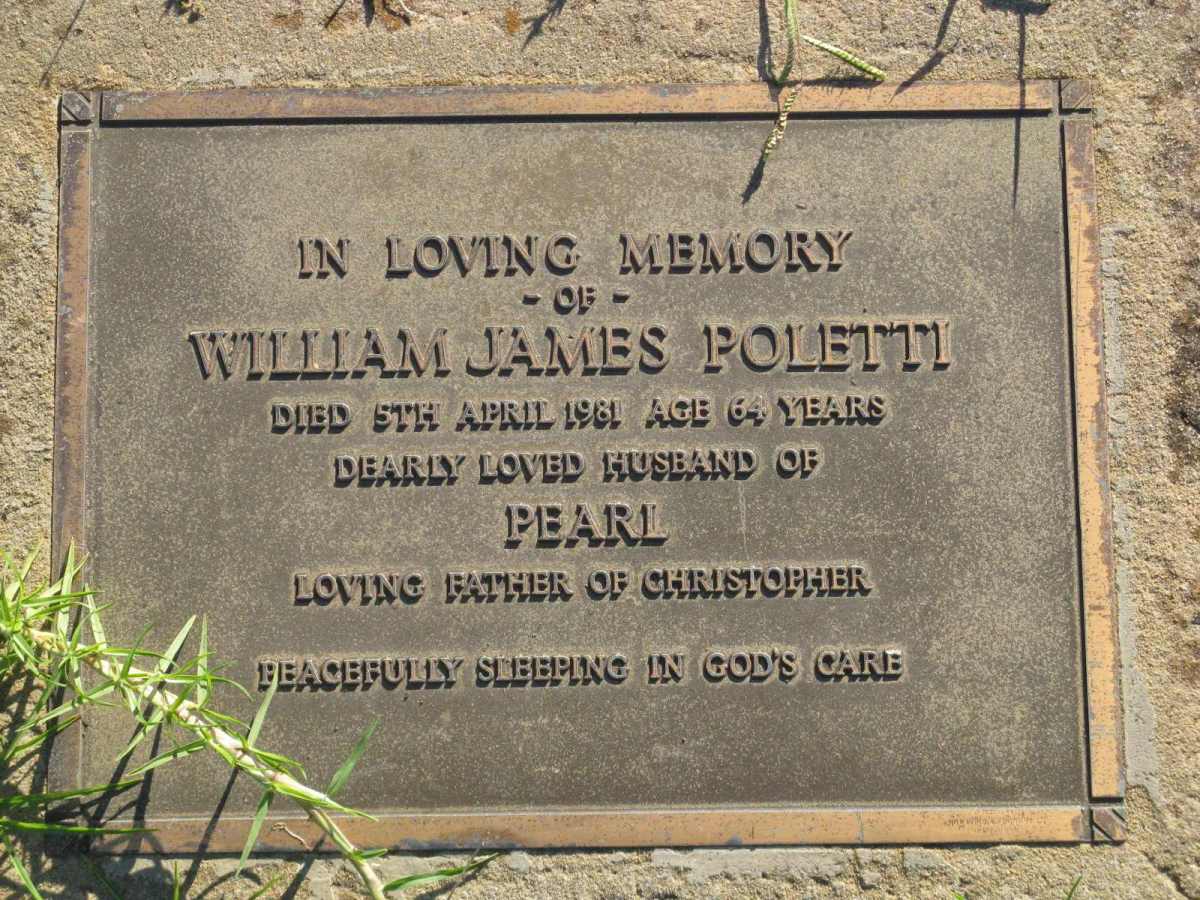 IN LOVING MEMORY
- OF -
WILLIAM JAMES POLETTI
DIED 5TH APRIL 1981 AGE 64 YEARS
DEARLY LOVED HUSBAND OF
PEARL
LOVING FATHER OF CHRISTOPHER
PEACEFULLY SLEEPING IN GOD'S CARE